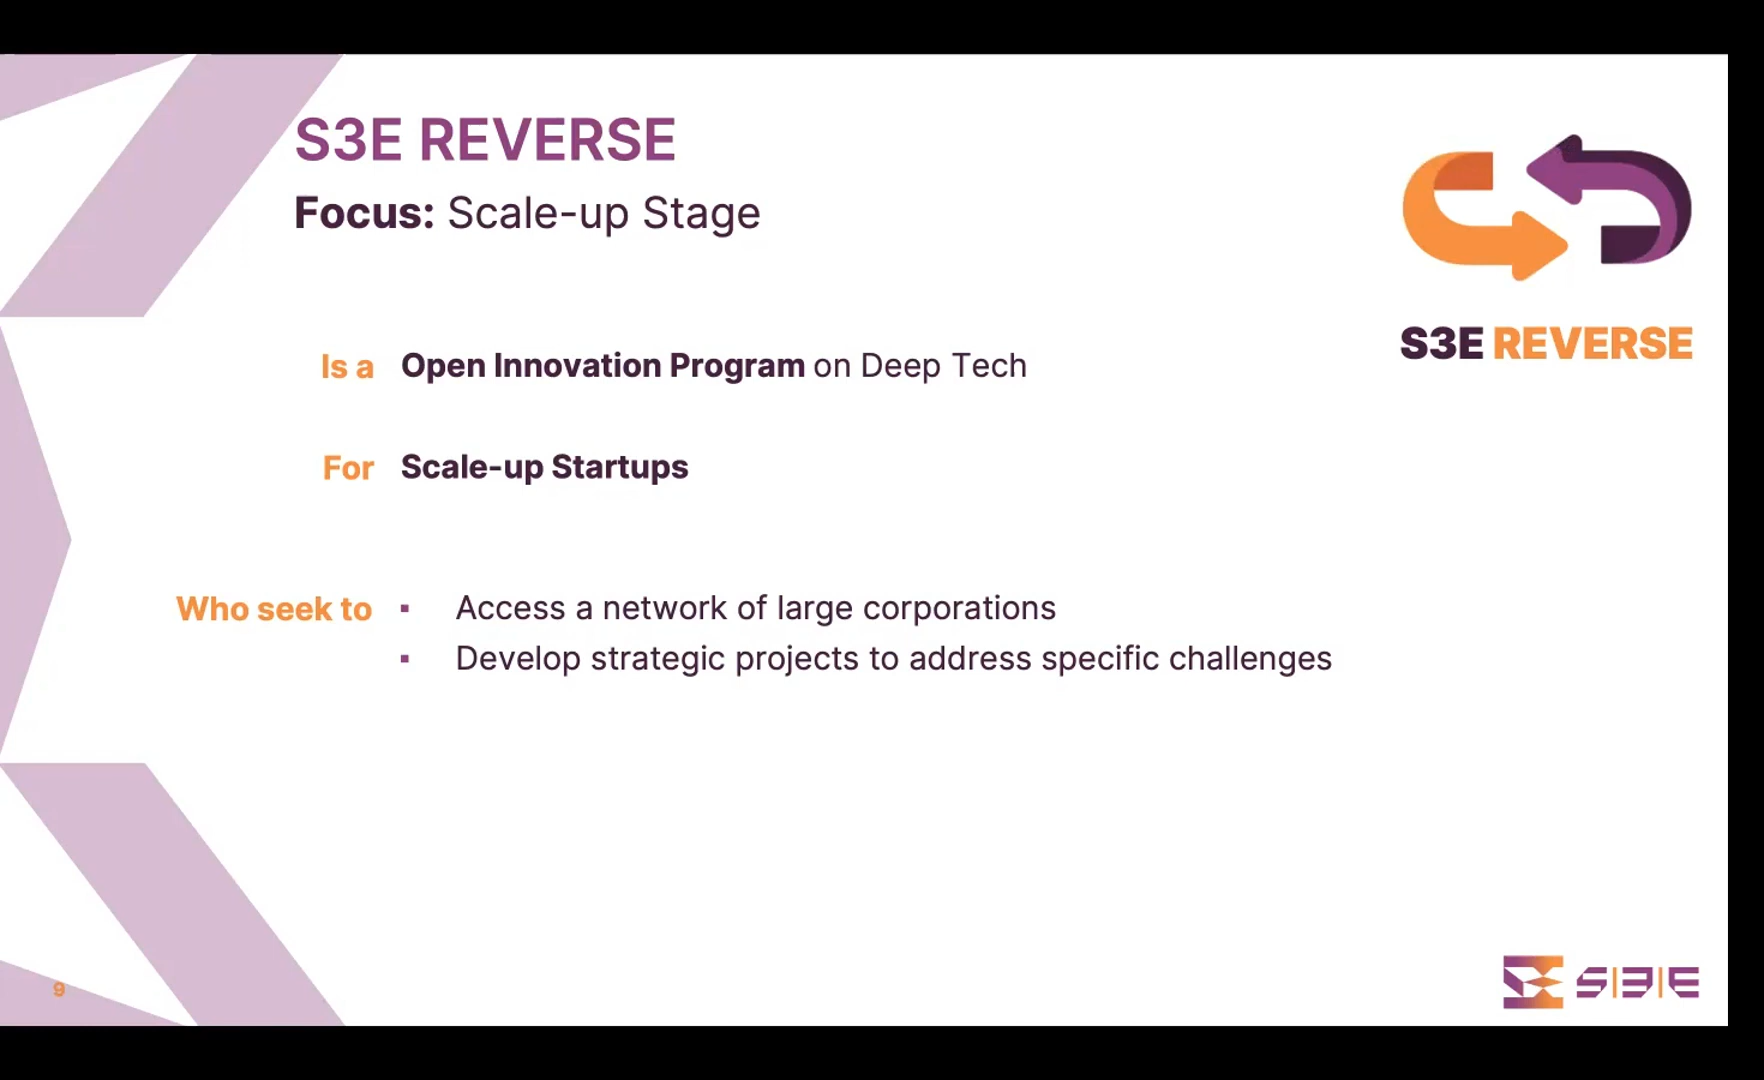 S3E REVERSE
Focus: Scale-up Stage
S3E REVERSE
Is a Open Innovation Program on Deep Tech
For Scale-up Startups
Who seek to ▪ Access a network of large corporations
▪ Develop strategic projects to address specific challenges
9
S|3|E